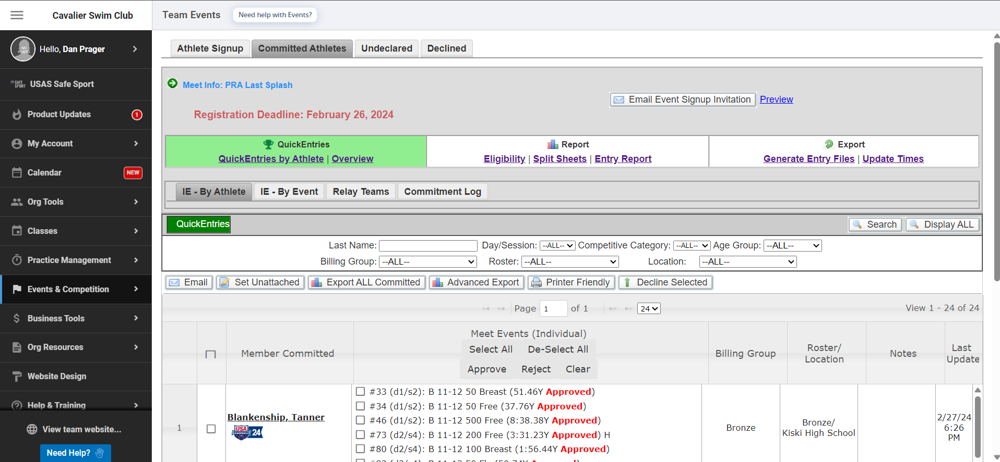 Cavalier Swim Club
Team Events
Need help with Events?
NO
PHOTO
Hello, Dan Prager
SAFE
SPORT
USAS Safe Sport
Product Updates
1
My Account
Calendar
NEW
Org Tools
Classes
Practice Management
Events & Competition
Business Tools
Org Resources
Website Design
Help & Training
View team website...
Need Help?
Athlete Signup
Committed Athletes
Undeclared
Declined
Meet Info: PRA Last Splash
Email Event Signup Invitation
Preview
Registration Deadline: February 26, 2024
QuickEntries
QuickEntries by Athlete | Overview
Report
Eligibility | Split Sheets | Entry Report
Export
Generate Entry Files | Update Times
IE - By Athlete
IE - By Event
Relay Teams
Commitment Log
QuickEntries
Search
Display ALL
Last Name:
Day/Session: --ALL--
Competitive Category: --ALL--
Age Group: --ALL--
Billing Group: --ALL--
Roster: --ALL--
Location: --ALL--
Email
Set Unattached
Export ALL Committed
Advanced Export
Printer Friendly
Decline Selected
Page 1 of 1
24
View 1 - 24 of 24
Member Committed
Meet Events (Individual)
Select All
De-Select All
Approve
Reject
Clear
Billing Group
Roster/
Location
Notes
Last
Update
1
Blankenship, Tanner
USA
24
#33 (d1/s2): B 11-12 50 Breast (51.46Y Approved)
#34 (d1/s2): B 11-12 50 Free (37.76Y Approved)
#46 (d1/s2): B 11-12 500 Free (8:38.38Y Approved)
#73 (d2/s4): B 11-12 200 Free (3:31.23Y Approved) H
#80 (d2/s4): B 11-12 100 Breast (1:56.44Y Approved)
Bronze
Bronze/
Kiski High School
2/27/24
6:26
PM